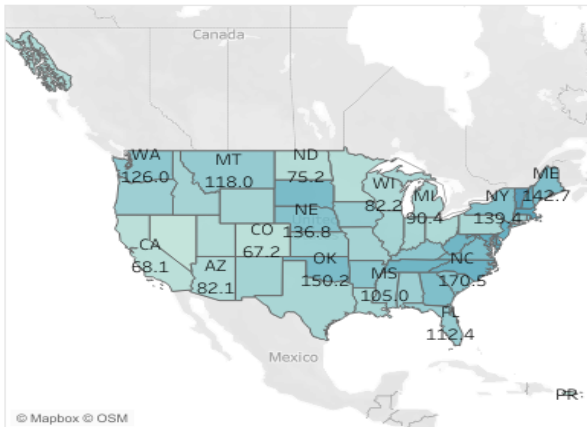 Canada
WA
126.0
MT
118.0
ND
75.2
WI
82.2
MI
90.4
NY
139.4
ME
142.7
NE
136.8
CO
67.2
CA
68.1
AZ
82.1
OK
150.2
MS
105.0
NC
170.5
FL
112.4
Mexico
PR
© Mapbox © OSM